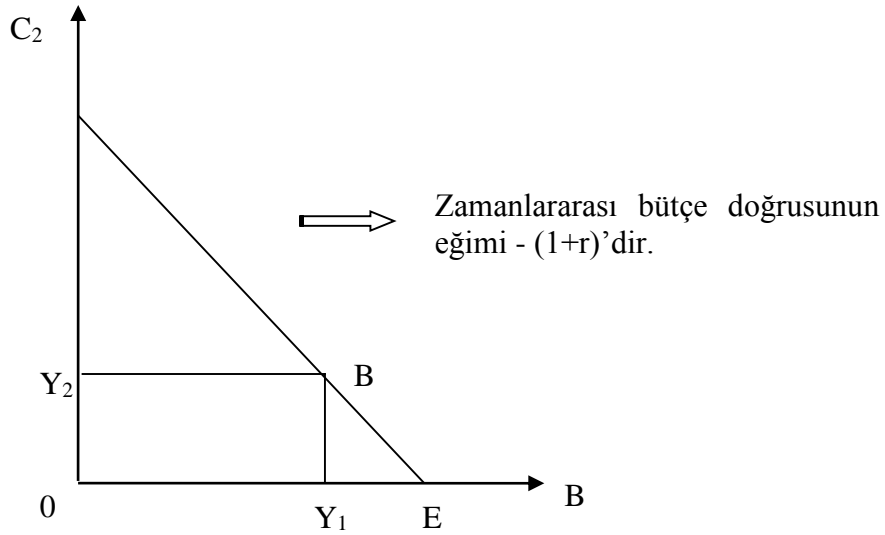 C₂
Zamanlararası bütçe doğrusunun
eğimi - (1+r)’dir.
Y₂
B
0
Y₁
E
B